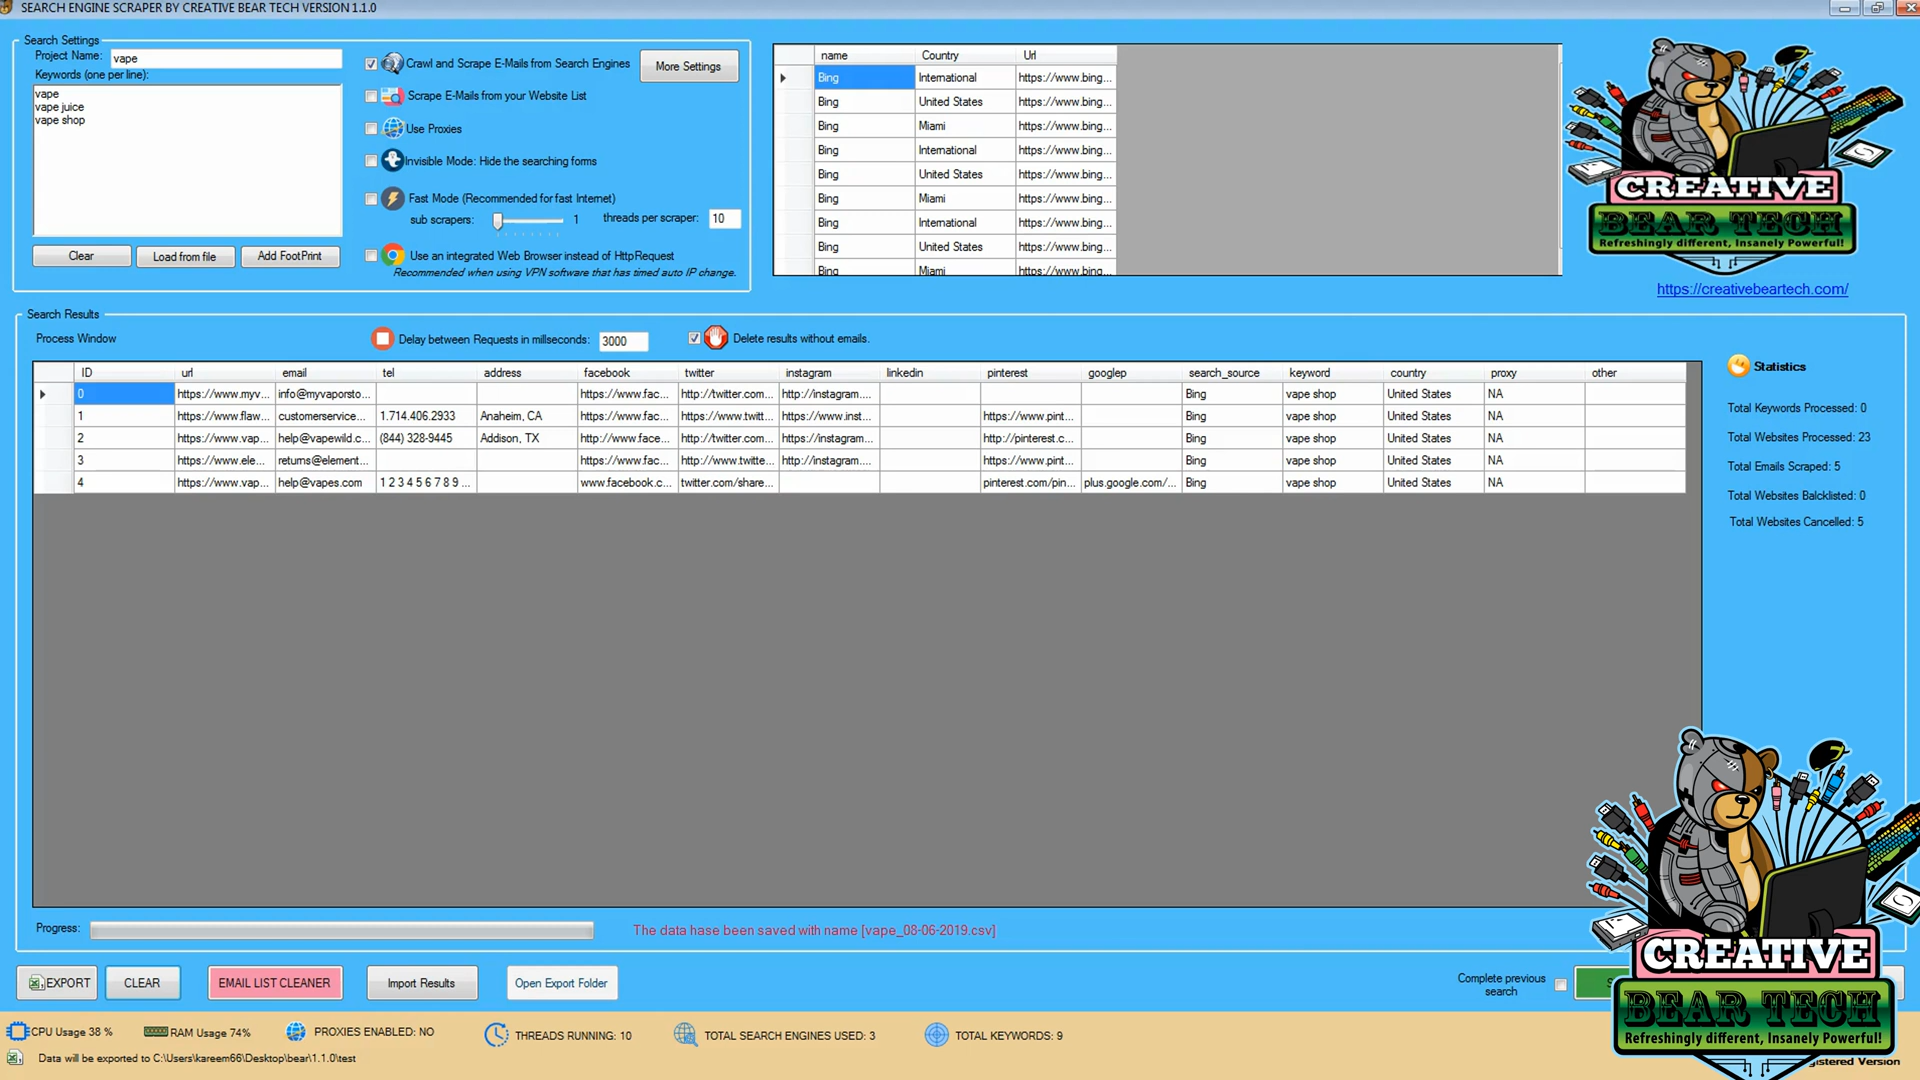 SEARCH ENGINE SCRAPER BY CREATIVE BEAR TECH VERSION 1.1.0
Search Settings
Project Name: vape
Keywords (one per line):
vape
vape juice
vape shop
Clear Load from file Add FootPrint
Crawl and Scrape E-Mails from Search Engines
More Settings
Scrape E-Mails from your Website List
Use Proxies
Invisible Mode: Hide the searching forms
Fast Mode (Recommended for fast Internet)
sub scrapers: 1 threads per scraper: 10
Use an integrated Web Browser instead of HttpRequest
Recommended when using VPN software that has timed auto IP change.
name Country Url
Bing International https://www.bing...
Bing United States https://www.bing...
Bing Miami https://www.bing...
Bing International https://www.bing...
Bing United States https://www.bing...
Bing Miami https://www.bing...
Bing International https://www.bing...
Bing United States https://www.bing...
Bing Miami https://www.bing...
CREATIVE
BEAR TECH
Refreshingly different, Insanely Powerful!
https://creativebeartech.com/
Search Results
Process Window
Delay between Requests in millseconds: 3000
Delete results without emails.
ID url email tel address facebook twitter instagram linkedin pinterest googlep search_source keyword country proxy other
0 https://www.myv... info@myvaporsto... https://www.fac... http://twitter.com... http://instagram.... Bing vape shop United States NA
1 https://www.flaw... customerservice... 1.714.406.2933 Anaheim, CA https://www.fac... https://www.twitt... https://www.inst... https://www.pint... Bing vape shop United States NA
2 https://www.vap... help@vapewild.c... (844) 328-9445 Addison, TX http://www.face... http://twitter.com... https://instagram... http://pinterest.c... Bing vape shop United States NA
3 https://www.ele... returns@element... https://www.fac... http://www.twitte... http://instagram.... https://www.pint... Bing vape shop United States NA
4 https://www.vap... help@vapes.com 1 2 3 4 5 6 7 8 9 ... www.facebook.c... twitter.com/share... pinterest.com/pin... plus.google.com/... Bing vape shop United States NA
Statistics
Total Keywords Processed: 0
Total Websites Processed: 23
Total Emails Scraped: 5
Total Websites Balcklisted: 0
Total Websites Cancelled: 5
Progress:
The data hase been saved with name [vape_08-06-2019.csv]
EXPORT CLEAR EMAIL LIST CLEANER Import Results Open Export Folder
Complete previous
search
CREATIVE
BEAR TECH
Refreshingly different, Insanely Powerful!
CPU Usage 38 % RAM Usage 74% PROXIES ENABLED: NO THREADS RUNNING: 10 TOTAL SEARCH ENGINES USED: 3 TOTAL KEYWORDS: 9
Data will be exported to C:\Users\kareem66\Desktop\bear\1.1.0\test
Version